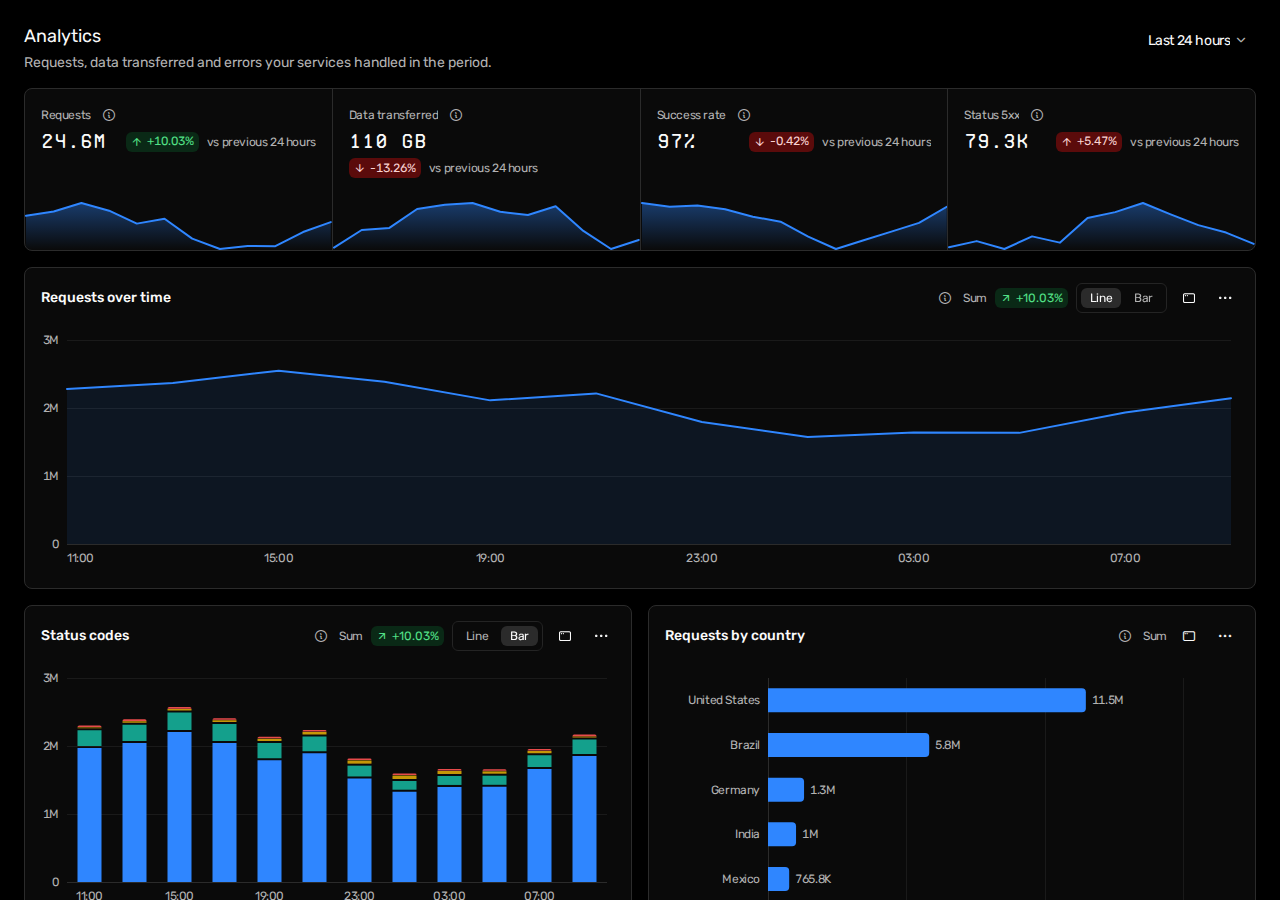 Analytics
Last 24 hours
Requests, data transferred and errors your services handled in the period.
Requests
24.6M +10.03% vs previous 24 hours
Data transferred
110 GB
-13.26% vs previous 24 hours
Success rate
97% -0.42% vs previous 24 hours
Status 5xx
79.3K +5.47% vs previous 24 hours
Requests over time
Sum +10.03% Line Bar
3M
2M
1M
0
11:00 15:00 19:00 23:00 03:00 07:00
Status codes
Sum +10.03% Line Bar
3M
2M
1M
0
11:00 15:00 19:00 23:00 03:00 07:00
Requests by country
Sum
United States 11.5M
Brazil 5.8M
Germany 1.3M
India 1M
Mexico 765.8K